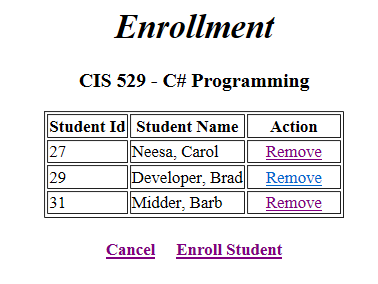 Enrollment
CIS 529 - C# Programming
Student Id Student Name Action
27 Neesa, Carol Remove
29 Developer, Brad Remove
31 Midder, Barb Remove
Cancel Enroll Student